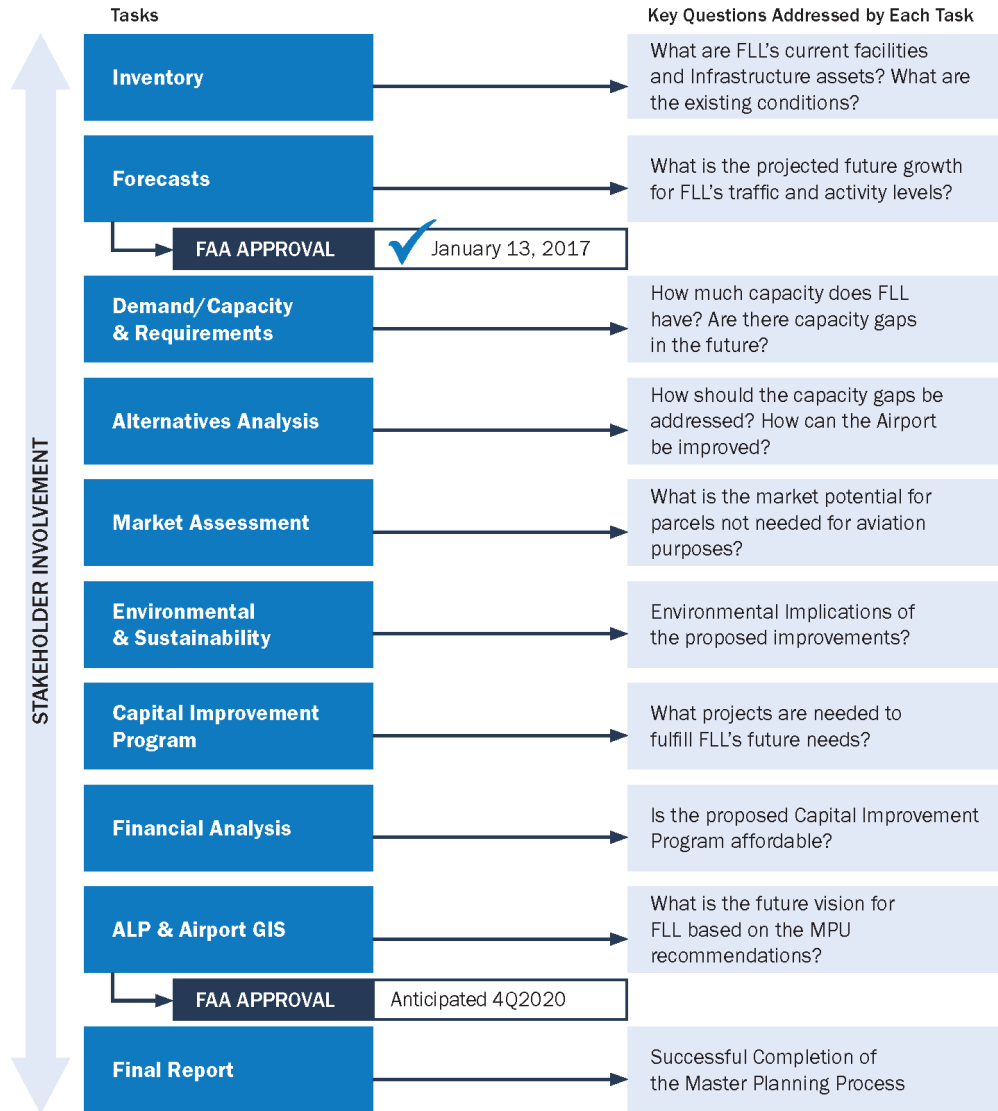 Tasks
Key Questions Addressed by Each Task
STAKEHOLDER INVOLVEMENT
Inventory
What are FLL's current facilities
and Infrastructure assets? What are
the existing conditions?
Forecasts
What is the projected future growth
for FLL's traffic and activity levels?
FAA APPROVAL
January 13, 2017
Demand/Capacity
& Requirements
How much capacity does FLL
have? Are there capacity gaps
in the future?
Alternatives Analysis
How should the capacity gaps be
addressed? How can the Airport
be improved?
Market Assessment
What is the market potential for
parcels not needed for aviation
purposes?
Environmental
& Sustainability
Environmental Implications of
the proposed improvements?
Capital Improvement
Program
What projects are needed to
fulfill FLL's future needs?
Financial Analysis
Is the proposed Capital Improvement
Program affordable?
ALP & Airport GIS
What is the future vision for
FLL based on the MPU
recommendations?
FAA APPROVAL
Anticipated 4Q2020
Final Report
Successful Completion of
the Master Planning Process